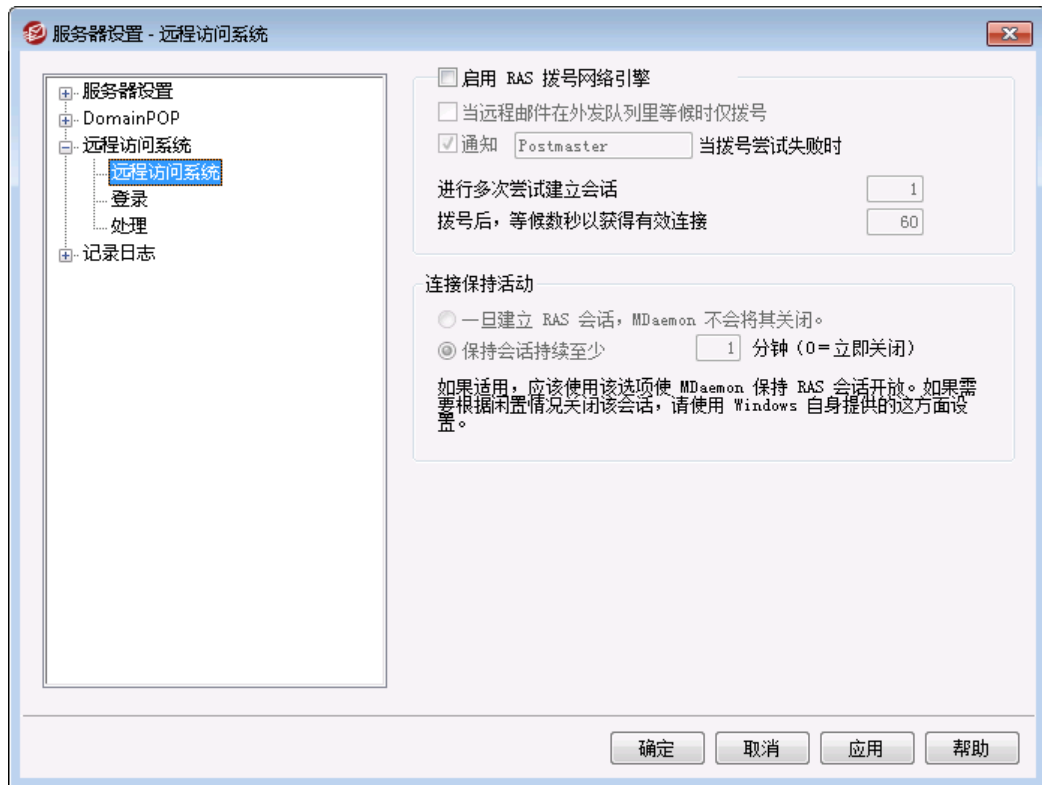 服务器设置 - 远程访问系统
服务器设置
DomainPOP
远程访问系统
远程访问系统
登录
处理
记录日志
启用 RAS 拨号网络引擎
当远程邮件在外发队列里等候时仅拨号
通知 Postmaster 当拨号尝试失败时
进行多次尝试建立会话 1
拨号后，等候数秒以获得有效连接 60
连接保持活动
一旦建立 RAS 会话，MDaemon 不会将其关闭。
保持会话持续至少 1 分钟（0＝立即关闭）
如果适用，应该使用该选项使 MDaemon 保持 RAS 会话开放。如果需
要根据闲置情况关闭该会话，请使用 Windows 自身提供的这方面设
置。
确定 取消 应用 帮助